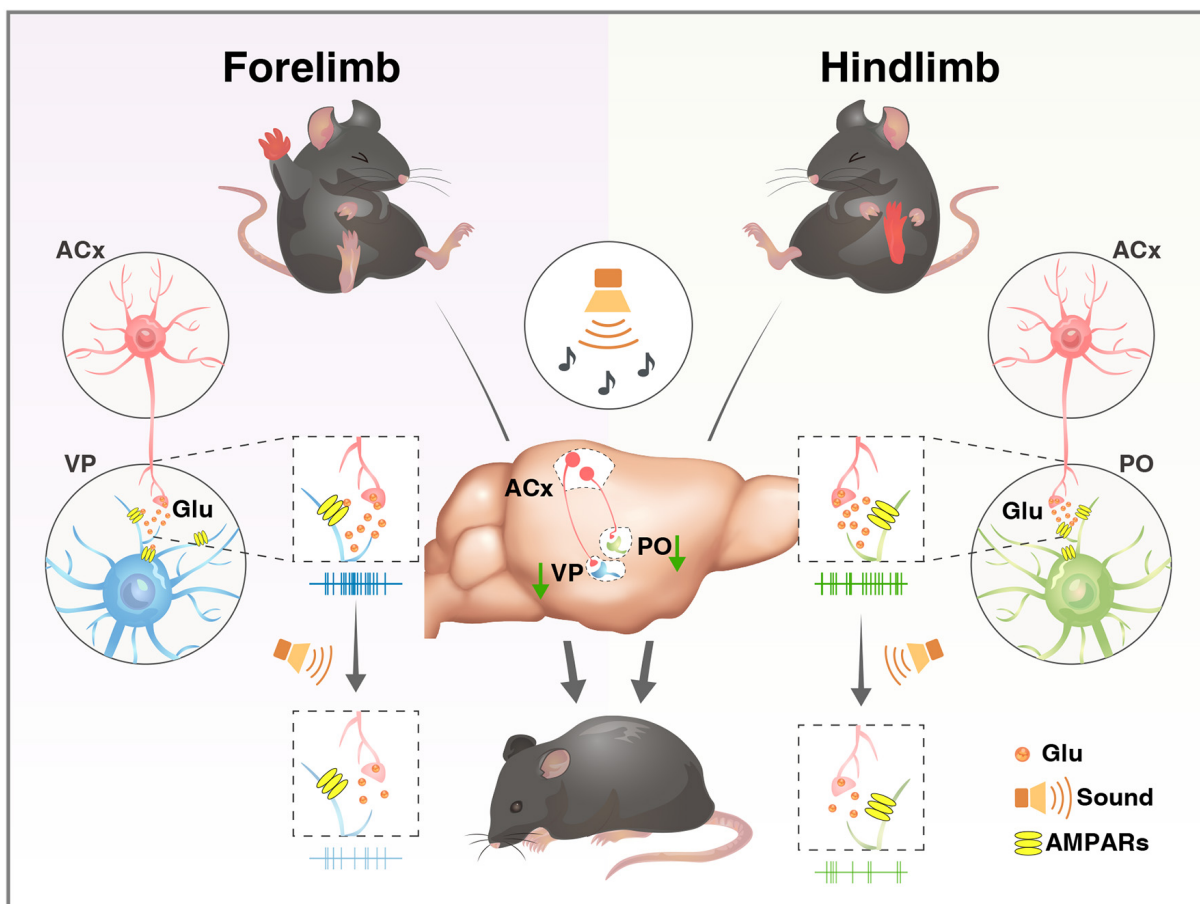 Forelimb
Hindlimb
ACx
ACx
VP
PO
Glu
Glu
ACx
PO
VP
Glu
Sound
AMPARs